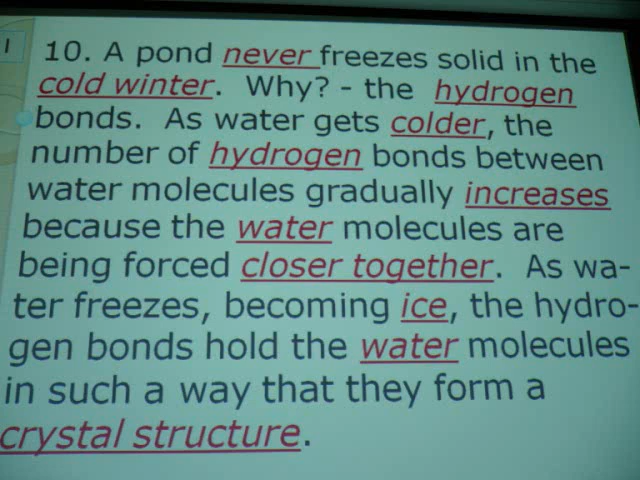 10. A pond never freezes solid in the
cold winter. Why? - the hydrogen
bonds. As water gets colder, the
number of hydrogen bonds between
water molecules gradually increases
because the water molecules are
being forced closer together. As wa-
ter freezes, becoming ice, the hydro-
gen bonds hold the water molecules
in such a way that they form a
crystal structure.